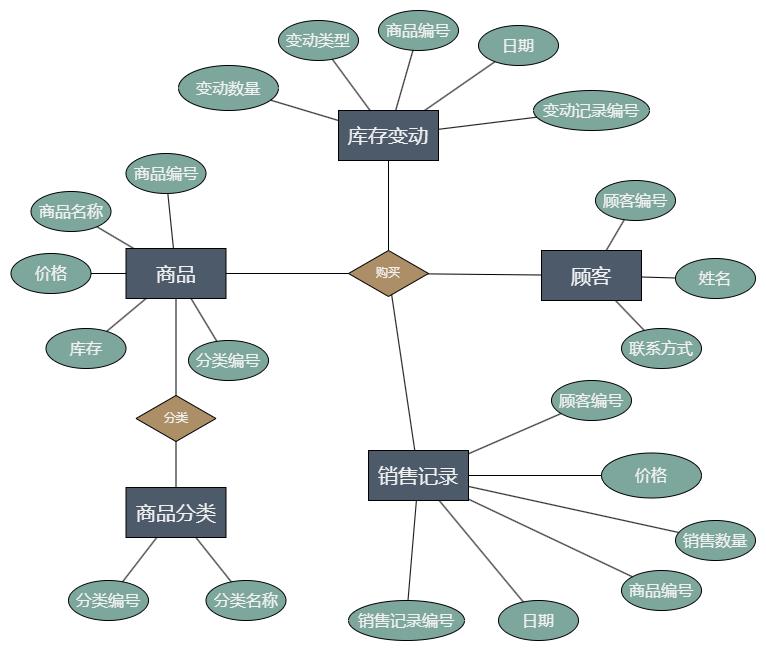 商品编号
变动类型
日期
变动数量
变动记录编号
库存变动
商品编号
顾客编号
商品名称
价格
商品
购买
顾客
姓名
库存
分类编号
联系方式
分类
顾客编号
销售记录
价格
商品分类
销售数量
商品编号
分类编号
分类名称
销售记录编号
日期